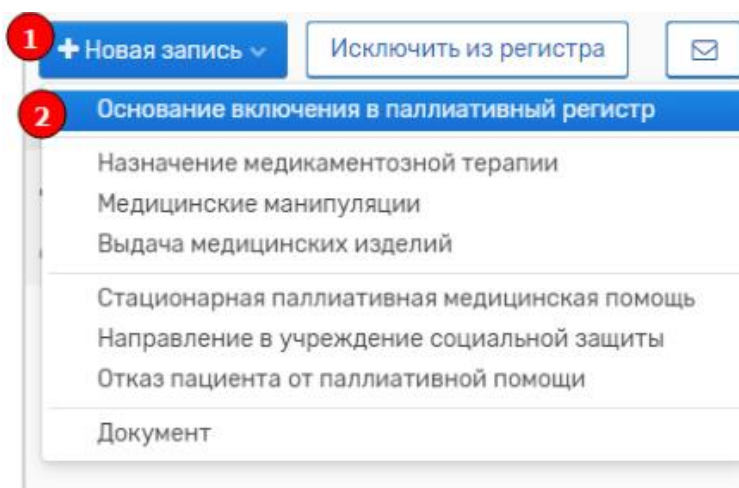 1
+ Новая запись
Исключить из регистра
2
Основание включения в паллиативный регистр
Назначение медикаментозной терапии
Медицинские манипуляции
Выдача медицинских изделий
Стационарная паллиативная медицинская помощь
Направление в учреждение социальной защиты
Отказ пациента от паллиативной помощи
Документ